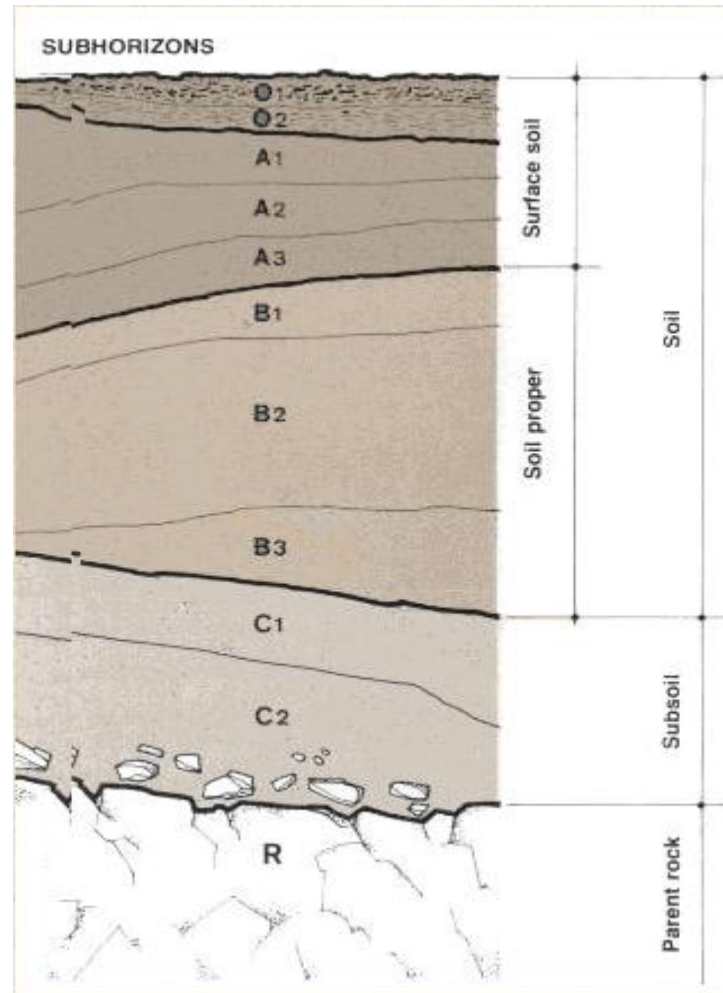 SUBHORIZONS
O1
O2
A1
A2
A3
B1
B2
B3
C1
C2
R
Surface soil
Soil proper
Soil
Subsoil
Parent rock